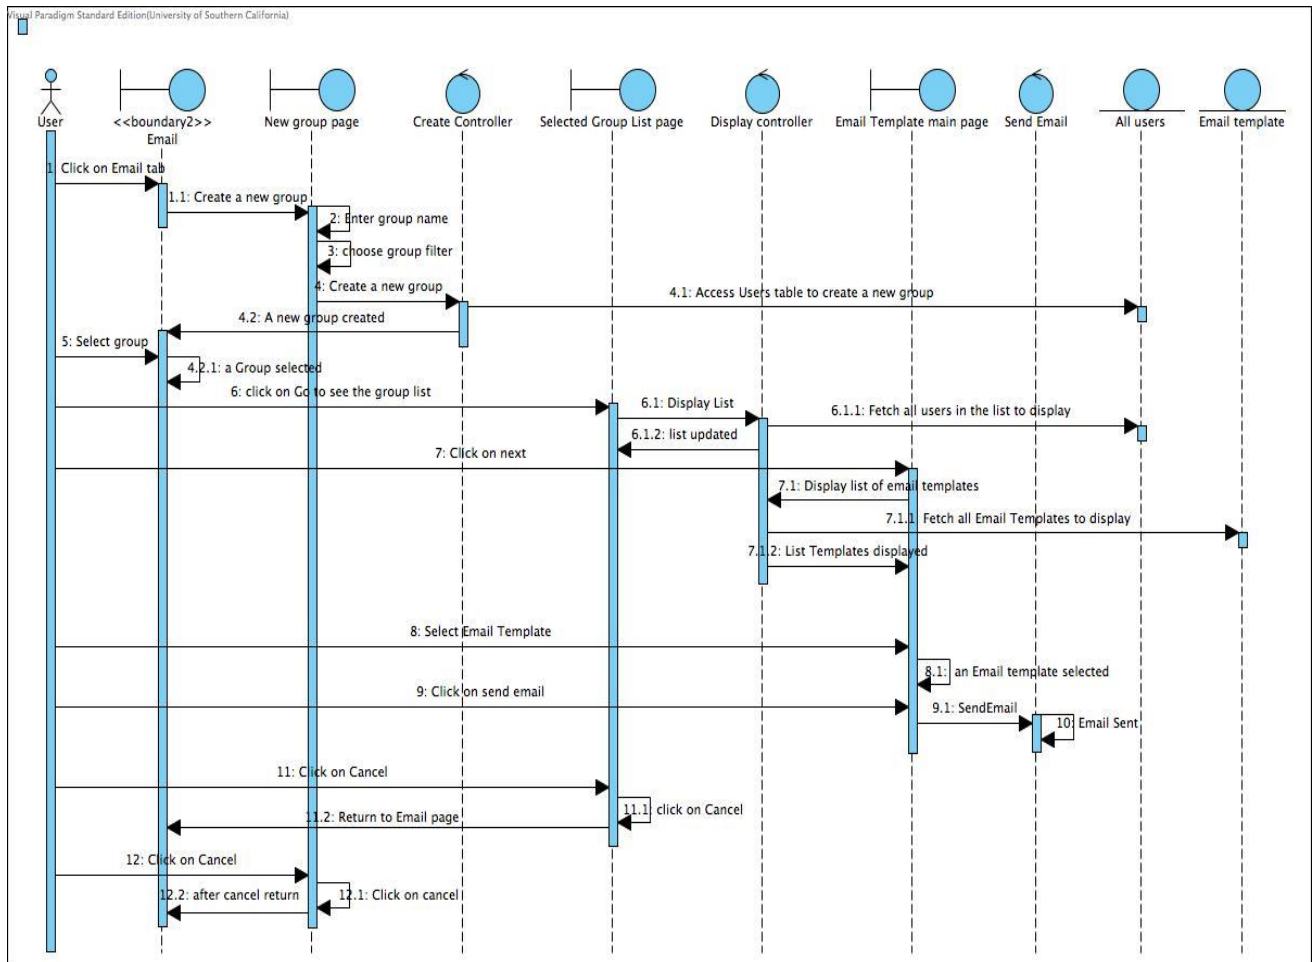 Visual Paradigm Standard Edition(University of Southern California)
User
<<boundary2>>
Email
New group page
Create Controller
Selected Group List page
Display controller
Email Template main page
Send Email
All users
Email template
1: Click on Email tab
1.1: Create a new group
2: Enter group name
3: choose group filter
4: Create a new group
4.1: Access Users table to create a new group
4.2: A new group created
5: Select group
4.2.1: a Group selected
6: click on Go to see the group list
6.1: Display List
6.1.1: Fetch all users in the list to display
6.1.2: list updated
7: Click on next
7.1: Display list of email templates
7.1.1: Fetch all Email Templates to display
7.1.2: List Templates displayed
8: Select Email Template
8.1: an Email template selected
9: Click on send email
9.1: SendEmail
10: Email Sent
11: Click on Cancel
11.1: click on Cancel
11.2: Return to Email page
12: Click on Cancel
12.2: after cancel return
12.1: Click on cancel